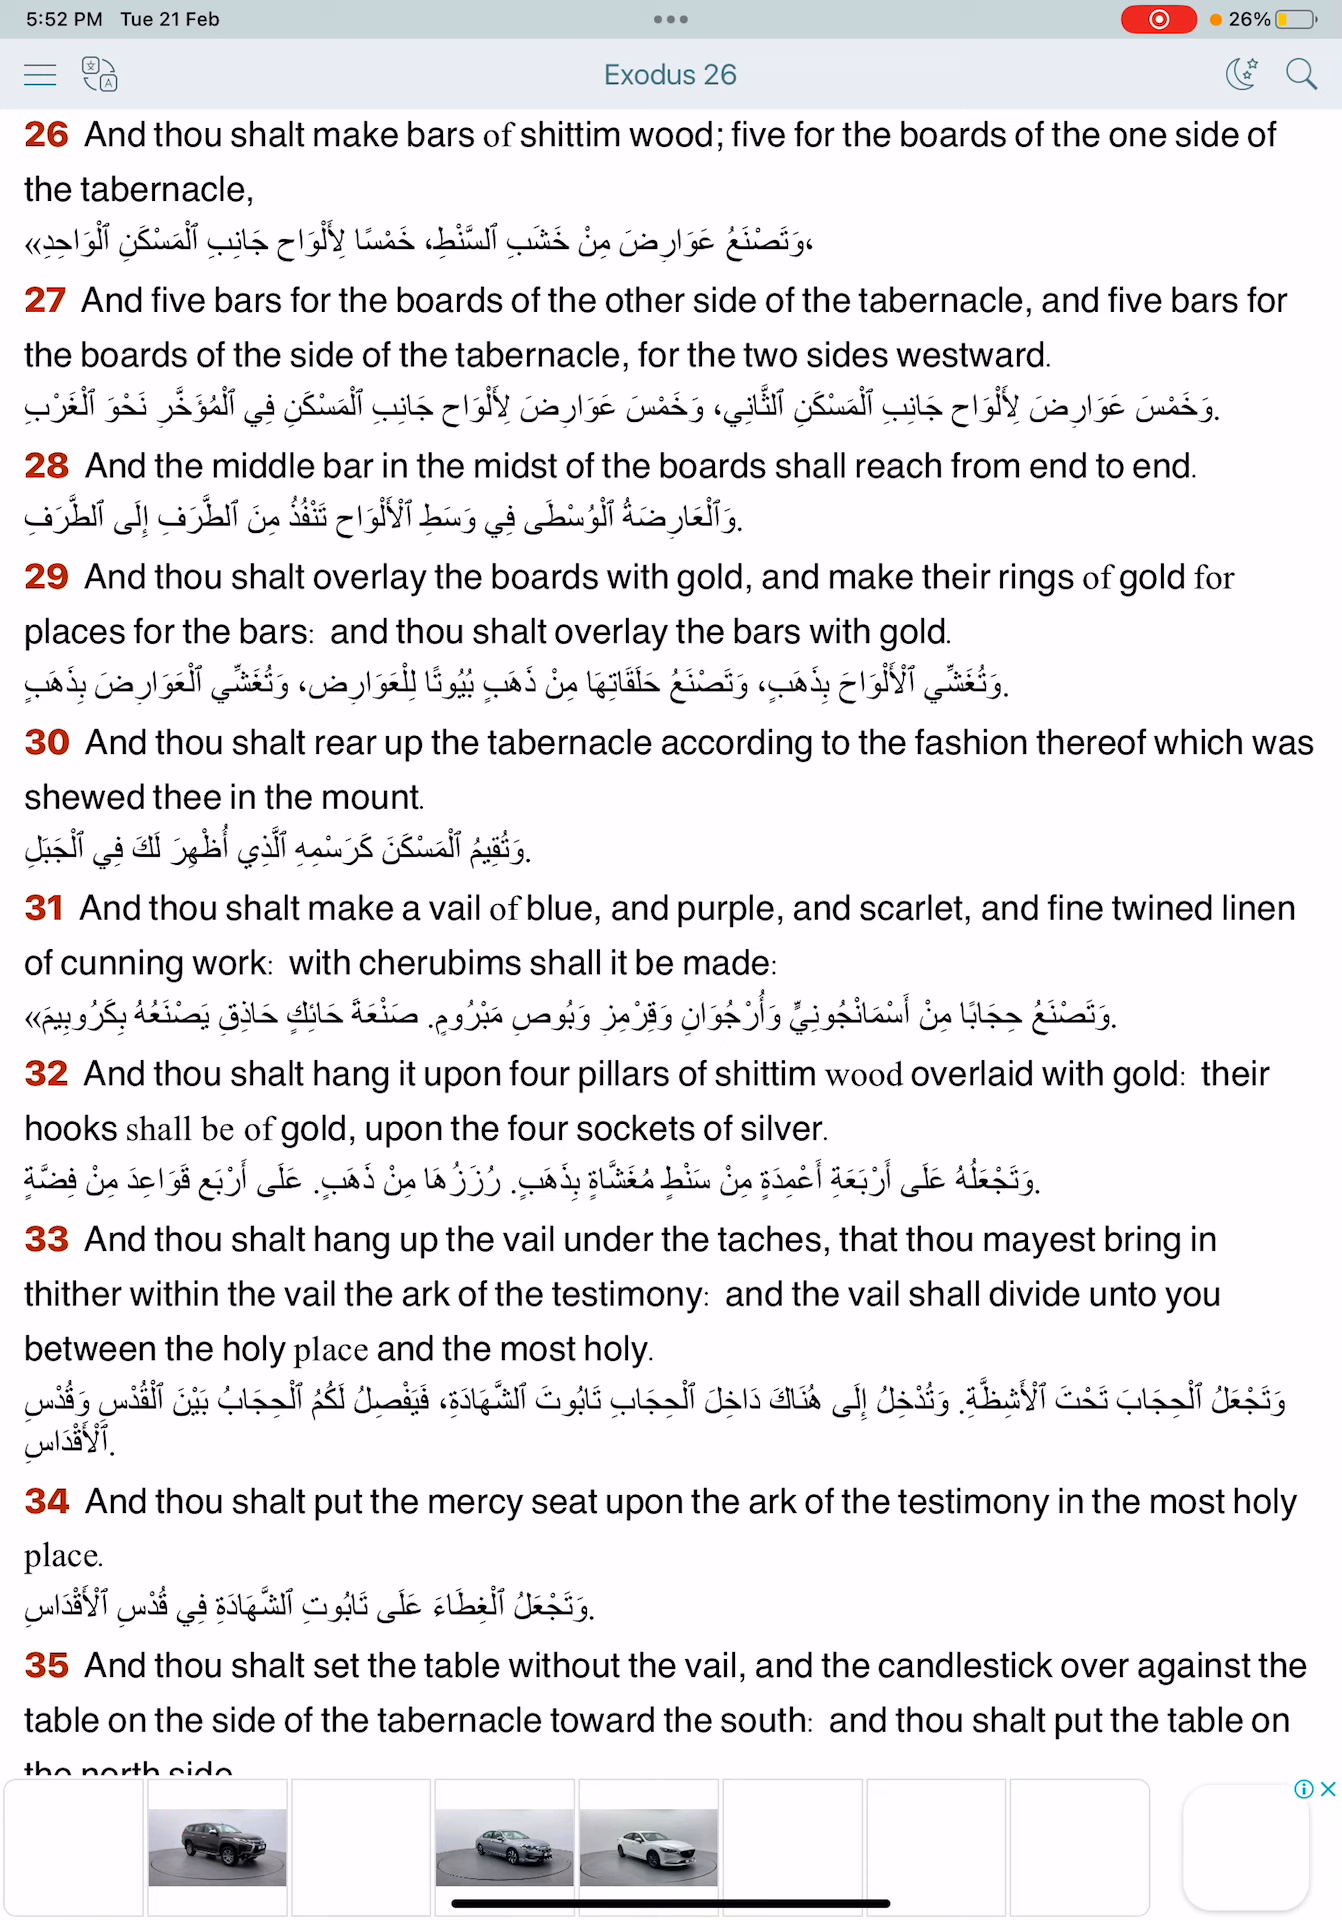 5:52 PM Tue 21 Feb
26%
Exodus 26
26 And thou shalt make bars of shittim wood; five for the boards of the one side of
the tabernacle,
«وَتَصْنَعُ عَوَارِضَ مِنْ خَشَبِ ٱلسَّنْطِ، خَمْسًا لِأَلْوَاحِ جَانِبِ ٱلْمَسْكَنِ ٱلْوَاحِدِ،
27 And five bars for the boards of the other side of the tabernacle, and five bars for
the boards of the side of the tabernacle, for the two sides westward.
وَخَمْسَ عَوَارِضَ لِأَلْوَاحِ جَانِبِ ٱلْمَسْكَنِ ٱلثَّانِي، وَخَمْسَ عَوَارِضَ لِأَلْوَاحِ جَانِبِ ٱلْمَسْكَنِ فِي ٱلْمُؤَخَّرِ نَحْوَ ٱلْغَرْبِ.
28 And the middle bar in the midst of the boards shall reach from end to end.
وَٱلْعَارِضَةُ ٱلْوُسْطَى فِي وَسَطِ ٱلْأَلْوَاحِ تَنْفُذُ مِنَ ٱلطَّرَفِ إِلَى ٱلطَّرَفِ.
29 And thou shalt overlay the boards with gold, and make their rings of gold for
places for the bars: and thou shalt overlay the bars with gold.
وَتُغَشِّي ٱلْأَلْوَاحَ بِذَهَبٍ، وَتَصْنَعُ حَلَقَاتِهَا مِنْ ذَهَبٍ بُيُوتًا لِلْعَوَارِضِ، وَتُغَشِّي ٱلْعَوَارِضَ بِذَهَبٍ.
30 And thou shalt rear up the tabernacle according to the fashion thereof which was
shewed thee in the mount.
وَتُقِيمُ ٱلْمَسْكَنَ كَرَسْمِهِ ٱلَّذِي أُظْهِرَ لَكَ فِي ٱلْجَبَلِ.
31 And thou shalt make a vail of blue, and purple, and scarlet, and fine twined linen
of cunning work: with cherubims shall it be made:
«وَتَصْنَعُ حِجَابًا مِنْ أَسْمَانْجُونِيٍّ وَأُرْجُوَانٍ وَقِرْمِزٍ وَبُوصٍ مَبْرُومٍ. صَنْعَةَ حَائِكٍ حَاذِقٍ يَصْنَعُهُ بِكَرُوبِيمَ.
32 And thou shalt hang it upon four pillars of shittim wood overlaid with gold: their
hooks shall be of gold, upon the four sockets of silver.
وَتَجْعَلُهُ عَلَى أَرْبَعَةِ أَعْمِدَةٍ مِنْ سَنْطٍ مُغَشَّاةٍ بِذَهَبٍ. رُزَزُهَا مِنْ ذَهَبٍ. عَلَى أَرْبَعِ قَوَاعِدَ مِنْ فِضَّةٍ.
33 And thou shalt hang up the vail under the taches, that thou mayest bring in
thither within the vail the ark of the testimony: and the vail shall divide unto you
between the holy place and the most holy.
وَتَجْعَلُ ٱلْحِجَابَ تَحْتَ ٱلْأَشِظَّةِ. وَتُدْخِلُ إِلَى هُنَاكَ دَاخِلَ ٱلْحِجَابِ تَابُوتَ ٱلشَّهَادَةِ، فَيَفْصِلُ لَكُمُ ٱلْحِجَابُ بَيْنَ ٱلْقُدْسِ وَقُدْسِ
ٱلْأَقْدَاسِ.
34 And thou shalt put the mercy seat upon the ark of the testimony in the most holy
place.
وَتَجْعَلُ ٱلْغِطَاءَ عَلَى تَابُوتِ ٱلشَّهَادَةِ فِي قُدْسِ ٱلْأَقْدَاسِ.
35 And thou shalt set the table without the vail, and the candlestick over against the
table on the side of the tabernacle toward the south: and thou shalt put the table on
the north side.